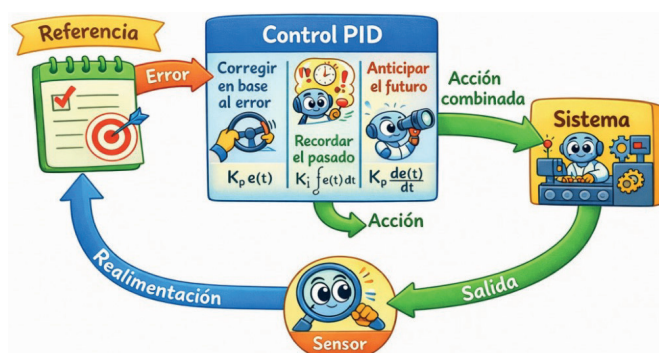 Referencia
Error
Control PID
Corregir
en base
al error
Recordar
el pasado
Anticipar
el futuro
Kₚ e(t)
Kᵢ ∫ e(t) dt
Kₚ de(t)/dt
Acción
combinada
Sistema
Acción
Realimentación
Salida
Sensor